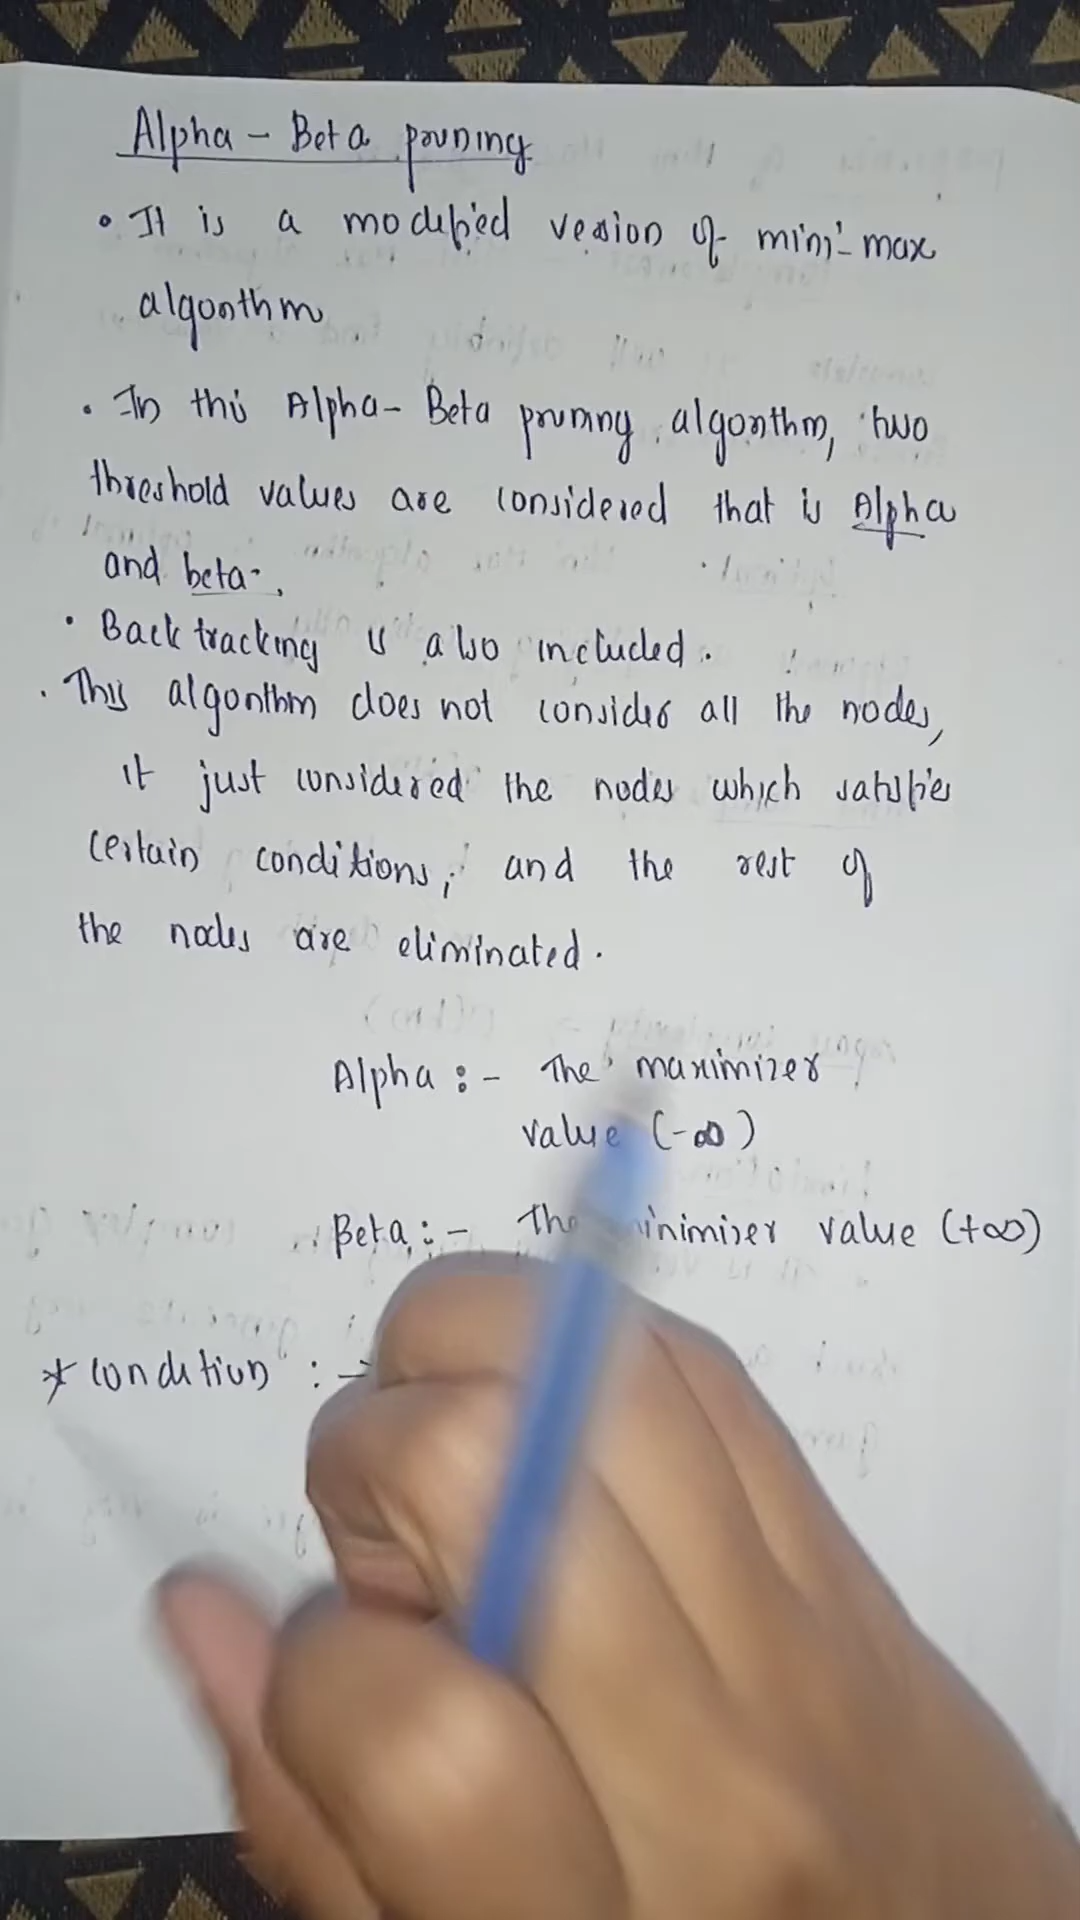 Alpha - Beta pruning
• It is a modified version of mini-max
algorithm
• In this Alpha- Beta pruning algorithm, two
threshold values are considered that is Alpha
and beta.
• Back tracking is also included.
• This algorithm does not consider all the nodes,
it just considered the nodes which satisfies
certain conditions, and the rest of
the nodes are eliminated.
Alpha :- The maximizer
value (-∞)
Beta :- The minimizer value (+∞)
* condition :-